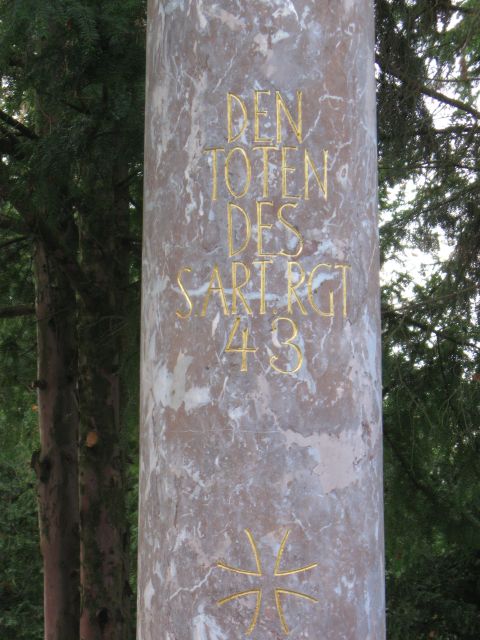 DEN
TOTEN
DES
S.ART.RGT
43